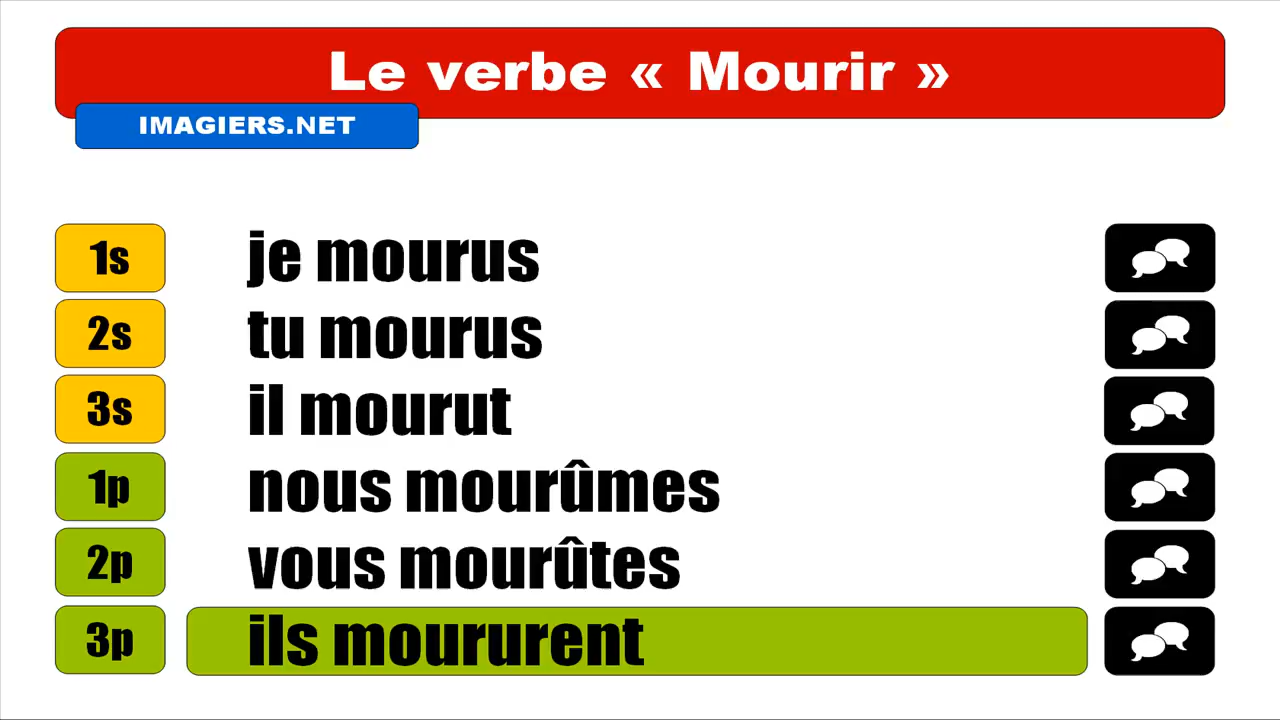 Le verbe « Mourir »
IMAGIERS.NET
1s je mourus
2s tu mourus
3s il mourut
1p nous mourûmes
2p vous mourûtes
3p ils moururent